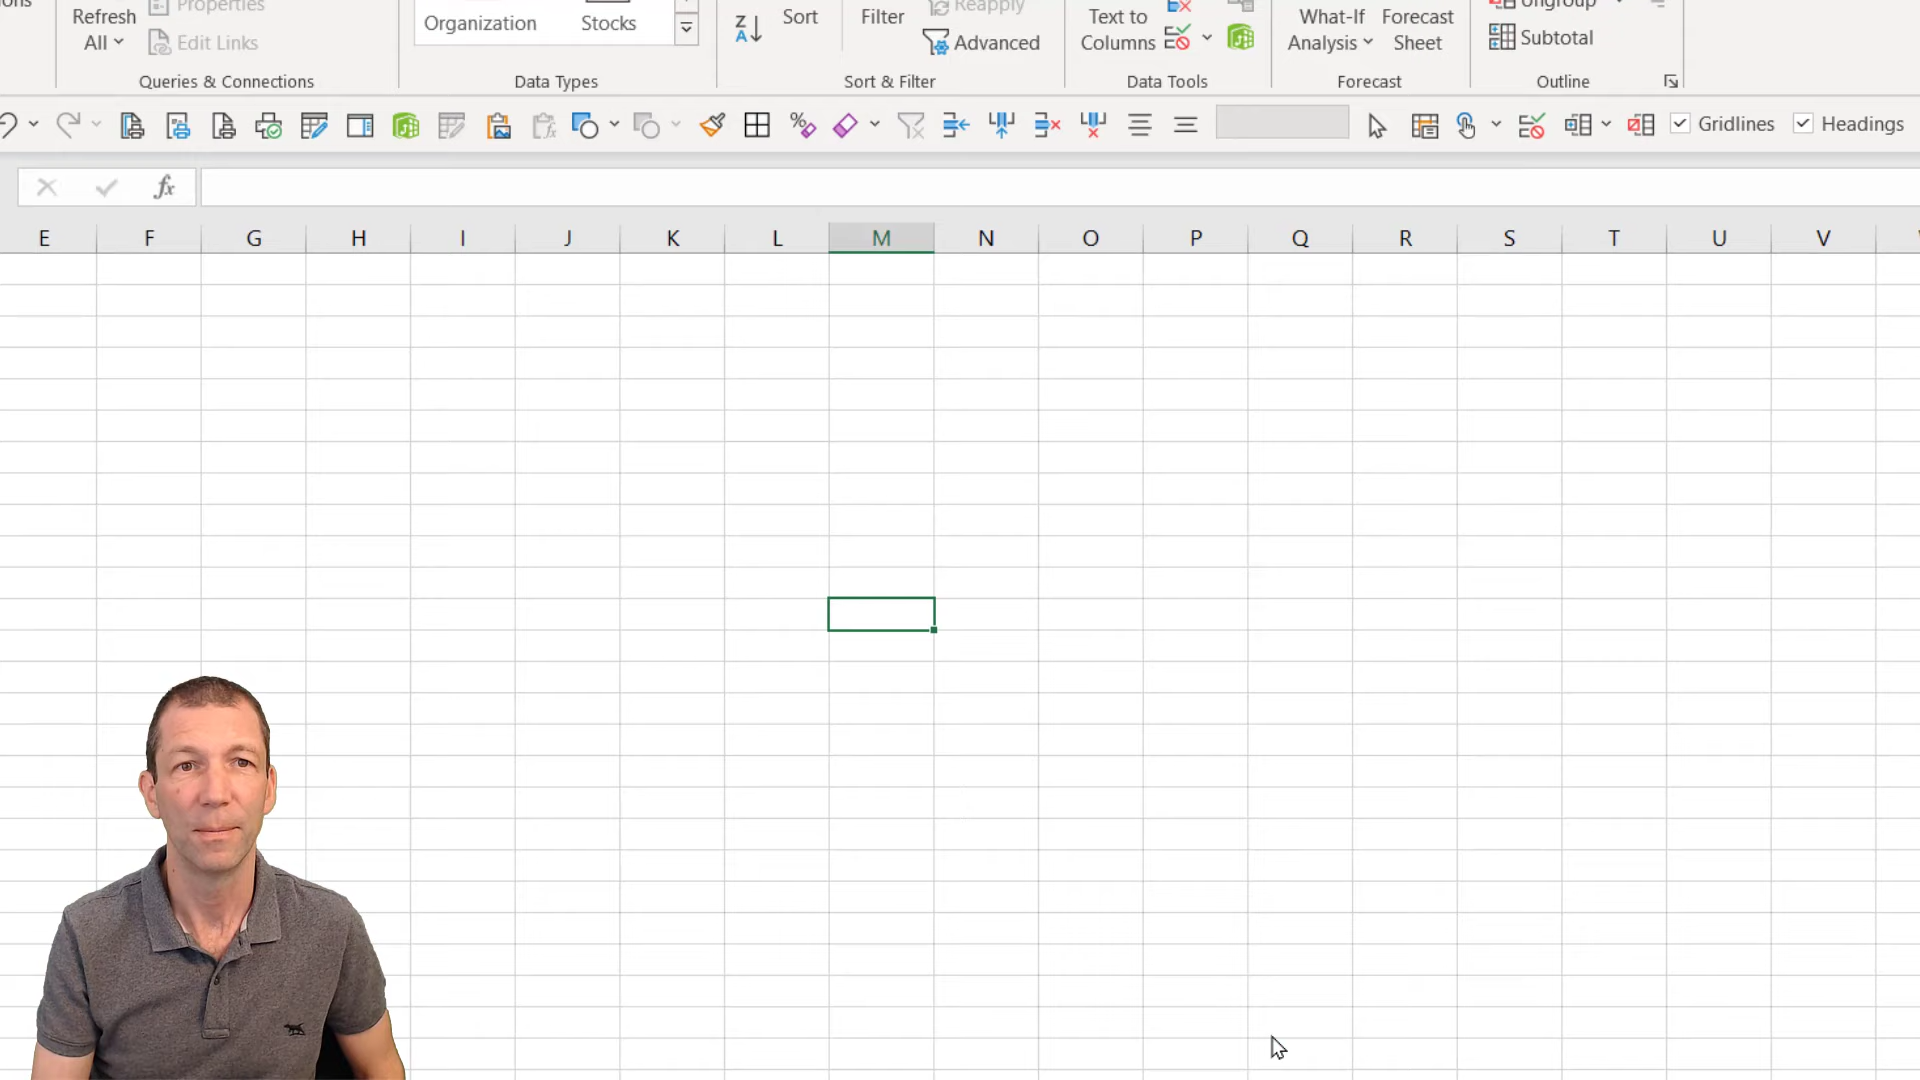 Properties
Refresh
All
Edit Links
Queries & Connections
Organization
Stocks
Data Types
Z
A
Sort
Filter
Reapply
Advanced
Sort & Filter
Text to
Columns
Data Tools
What-If
Analysis
Forecast
Sheet
Forecast
Ungroup
Subtotal
Outline
Gridlines
Headings
fx
E F G H I J K L M N O P Q R S T U V